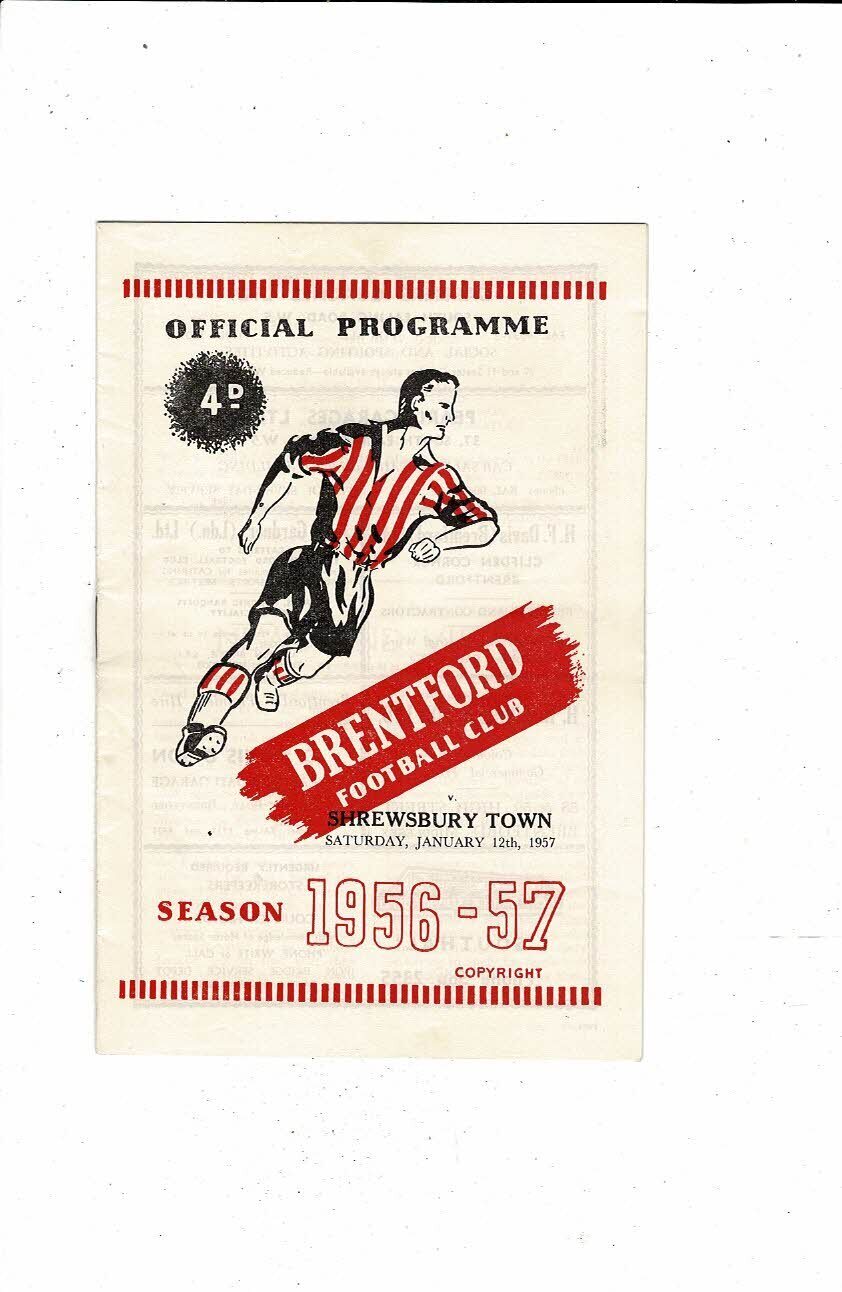 OFFICIAL PROGRAMME
4D
BRENTFORD
FOOTBALL CLUB
v.
SHREWSBURY TOWN
SATURDAY, JANUARY 12th, 1957
SEASON 1956-57
COPYRIGHT